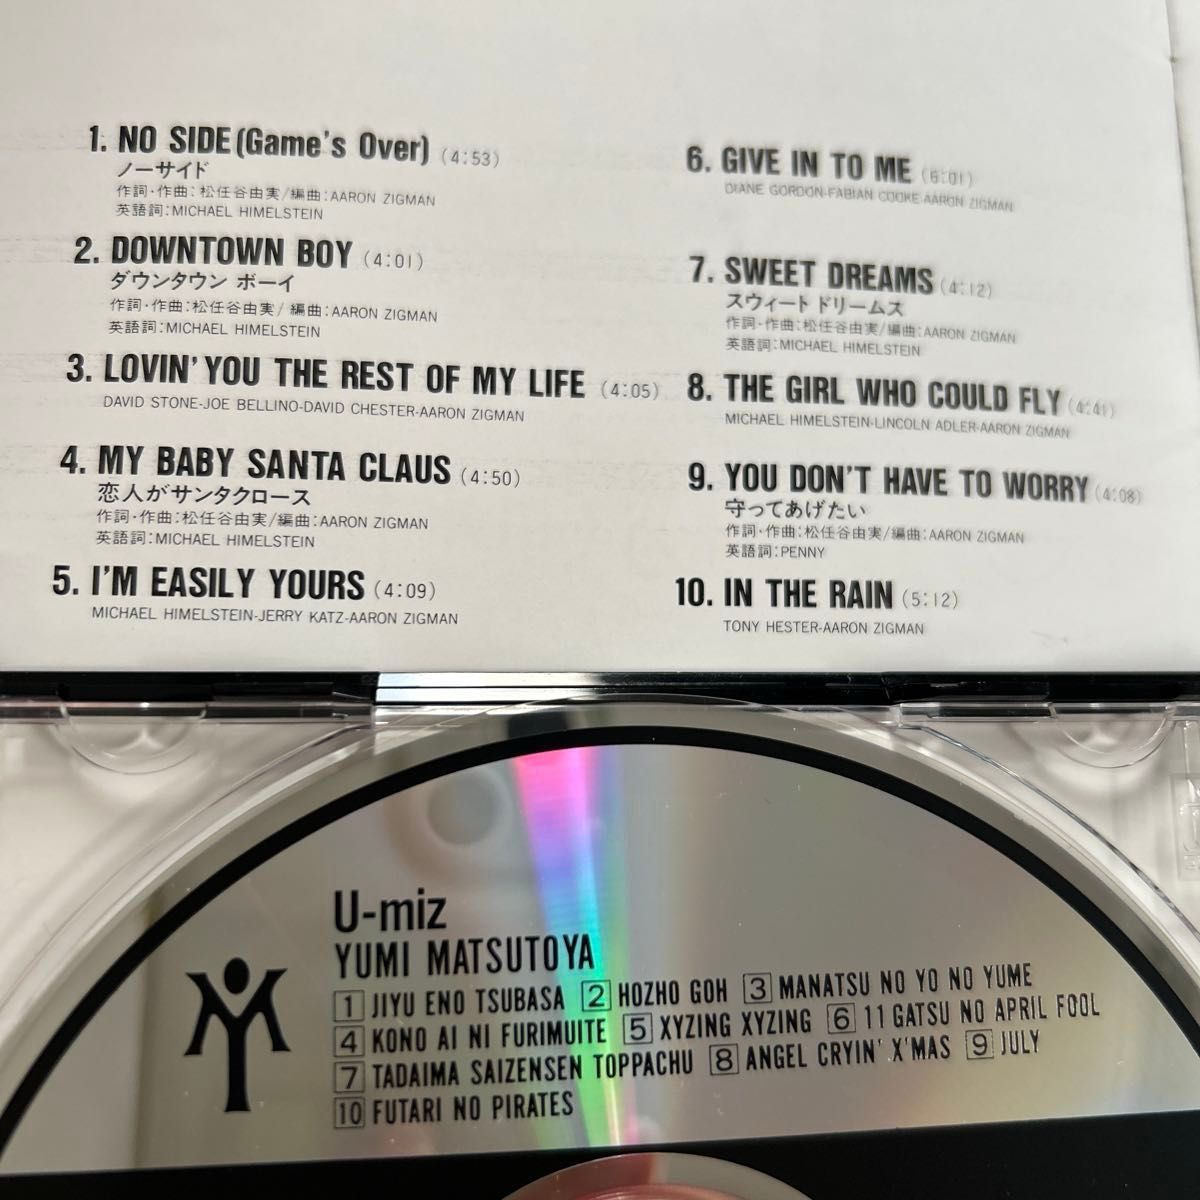 1. NO SIDE(Game's Over) (4:53)
ノーサイド
作詞・作曲:松任谷由実/編曲:AARON ZIGMAN
英語詞:MICHAEL HIMELSTEIN
2. DOWNTOWN BOY (4:01)
ダウンタウン ボーイ
作詞・作曲:松任谷由実/ 編曲:AARON ZIGMAN
英語詞:MICHAEL HIMELSTEIN
3. LOVIN' YOU THE REST OF MY LIFE (4:05)
DAVID STONE-JOE BELLINO-DAVID CHESTER-AARON ZIGMAN
4. MY BABY SANTA CLAUS (4:50)
恋人がサンタクロース
作詞・作曲:松任谷由実/編曲:AARON ZIGMAN
英語詞:MICHAEL HIMELSTEIN
5. I'M EASILY YOURS (4:09)
MICHAEL HIMELSTEIN-JERRY KATZ-AARON ZIGMAN
6. GIVE IN TO ME (6:01)
DIANE GORDON-FABIAN COOKE-AARON ZIGMAN
7. SWEET DREAMS (4:12)
スウィート ドリームス
作詞・作曲:松任谷由実/編曲:AARON ZIGMAN
英語詞:MICHAEL HIMELSTEIN
8. THE GIRL WHO COULD FLY (4:41)
MICHAEL HIMELSTEIN-LINCOLN ADLER-AARON ZIGMAN
9. YOU DON'T HAVE TO WORRY (4:08)
守ってあげたい
作詞・作曲:松任谷由実/編曲:AARON ZIGMAN
英語詞:PENNY
10. IN THE RAIN (5:12)
TONY HESTER-AARON ZIGMAN
U-miz
YUMI MATSUTOYA
1 JIYU ENO TSUBASA 2 HOZHO GOH 3 MANATSU NO YO NO YUME
4 KONO AI NI FURIMUITE 5 XYZING XYZING 6 11 GATSU NO APRIL FOOL
7 TADAIMA SAIZENSEN TOPPACHU 8 ANGEL CRYIN' X'MAS 9 JULY
10 FUTARI NO PIRATES